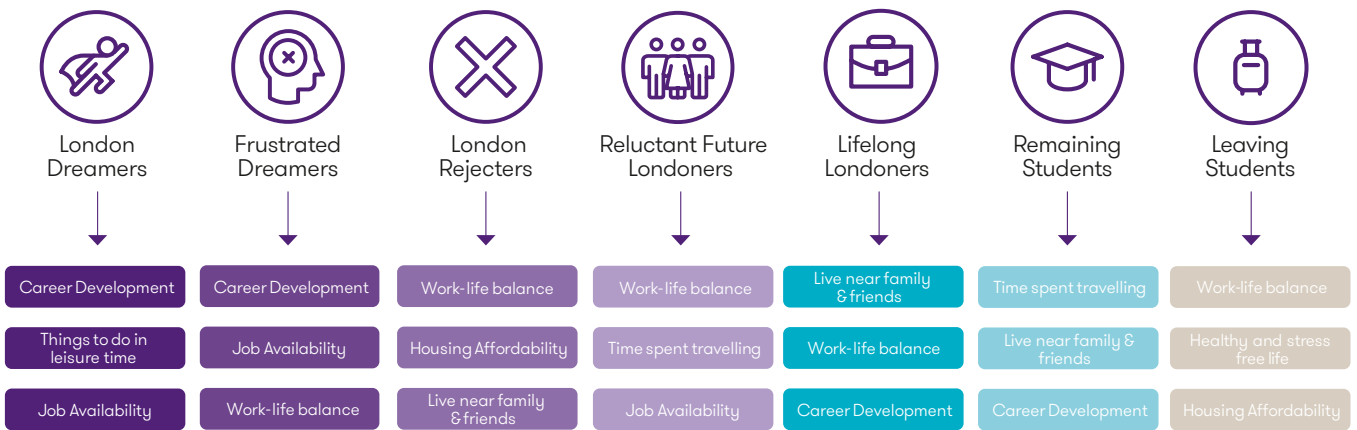 London
Dreamers
Frustrated
Dreamers
London
Rejecters
Reluctant Future
Londoners
Lifelong
Londoners
Remaining
Students
Leaving
Students
Career Development
Career Development
Work-life balance
Work-life balance
Live near family
& friends
Time spent travelling
Work-life balance
Things to do in
leisure time
Job Availability
Housing Affordability
Time spent travelling
Work-life balance
Live near family &
friends
Healthy and stress
free life
Job Availability
Work-life balance
Live near family
& friends
Job Availability
Career Development
Career Development
Housing Affordability